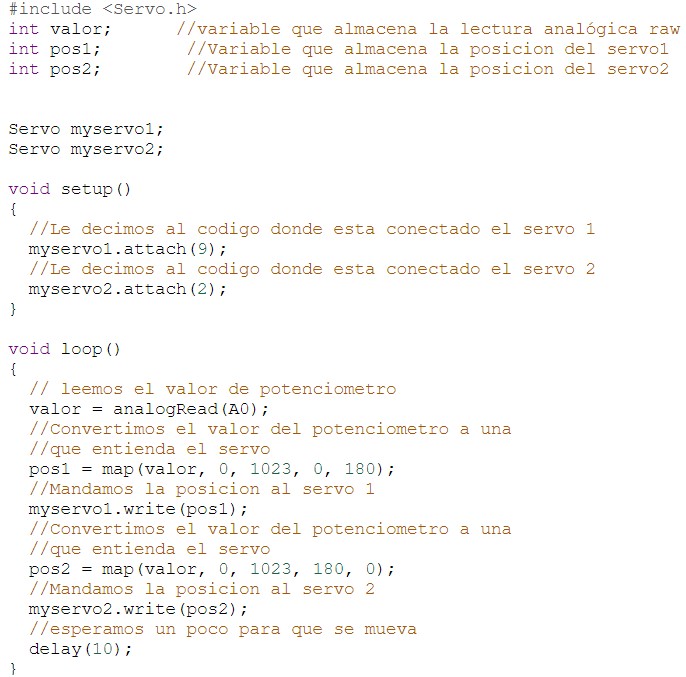 #include <Servo.h>
int valor;      //variable que almacena la lectura analógica raw
int pos1;        //Variable que almacena la posicion del servo1
int pos2;        //Variable que almacena la posicion del servo2
Servo myservo1;
Servo myservo2;
void setup()
{
  //Le decimos al codigo donde esta conectado el servo 1
  myservo1.attach(9);
  //Le decimos al codigo donde esta conectado el servo 2
  myservo2.attach(2);
}
void loop()
{
  // leemos el valor de potenciometro
  valor = analogRead(A0);
  //Convertimos el valor del potenciometro a una
  //que entienda el servo
  pos1 = map(valor, 0, 1023, 0, 180);
  //Mandamos la posicion al servo 1
  myservo1.write(pos1);
  //Convertimos el valor del potenciometro a una
  //que entienda el servo
  pos2 = map(valor, 0, 1023, 180, 0);
  //Mandamos la posicion al servo 2
  myservo2.write(pos2);
  //esperamos un poco para que se mueva
  delay(10);
}